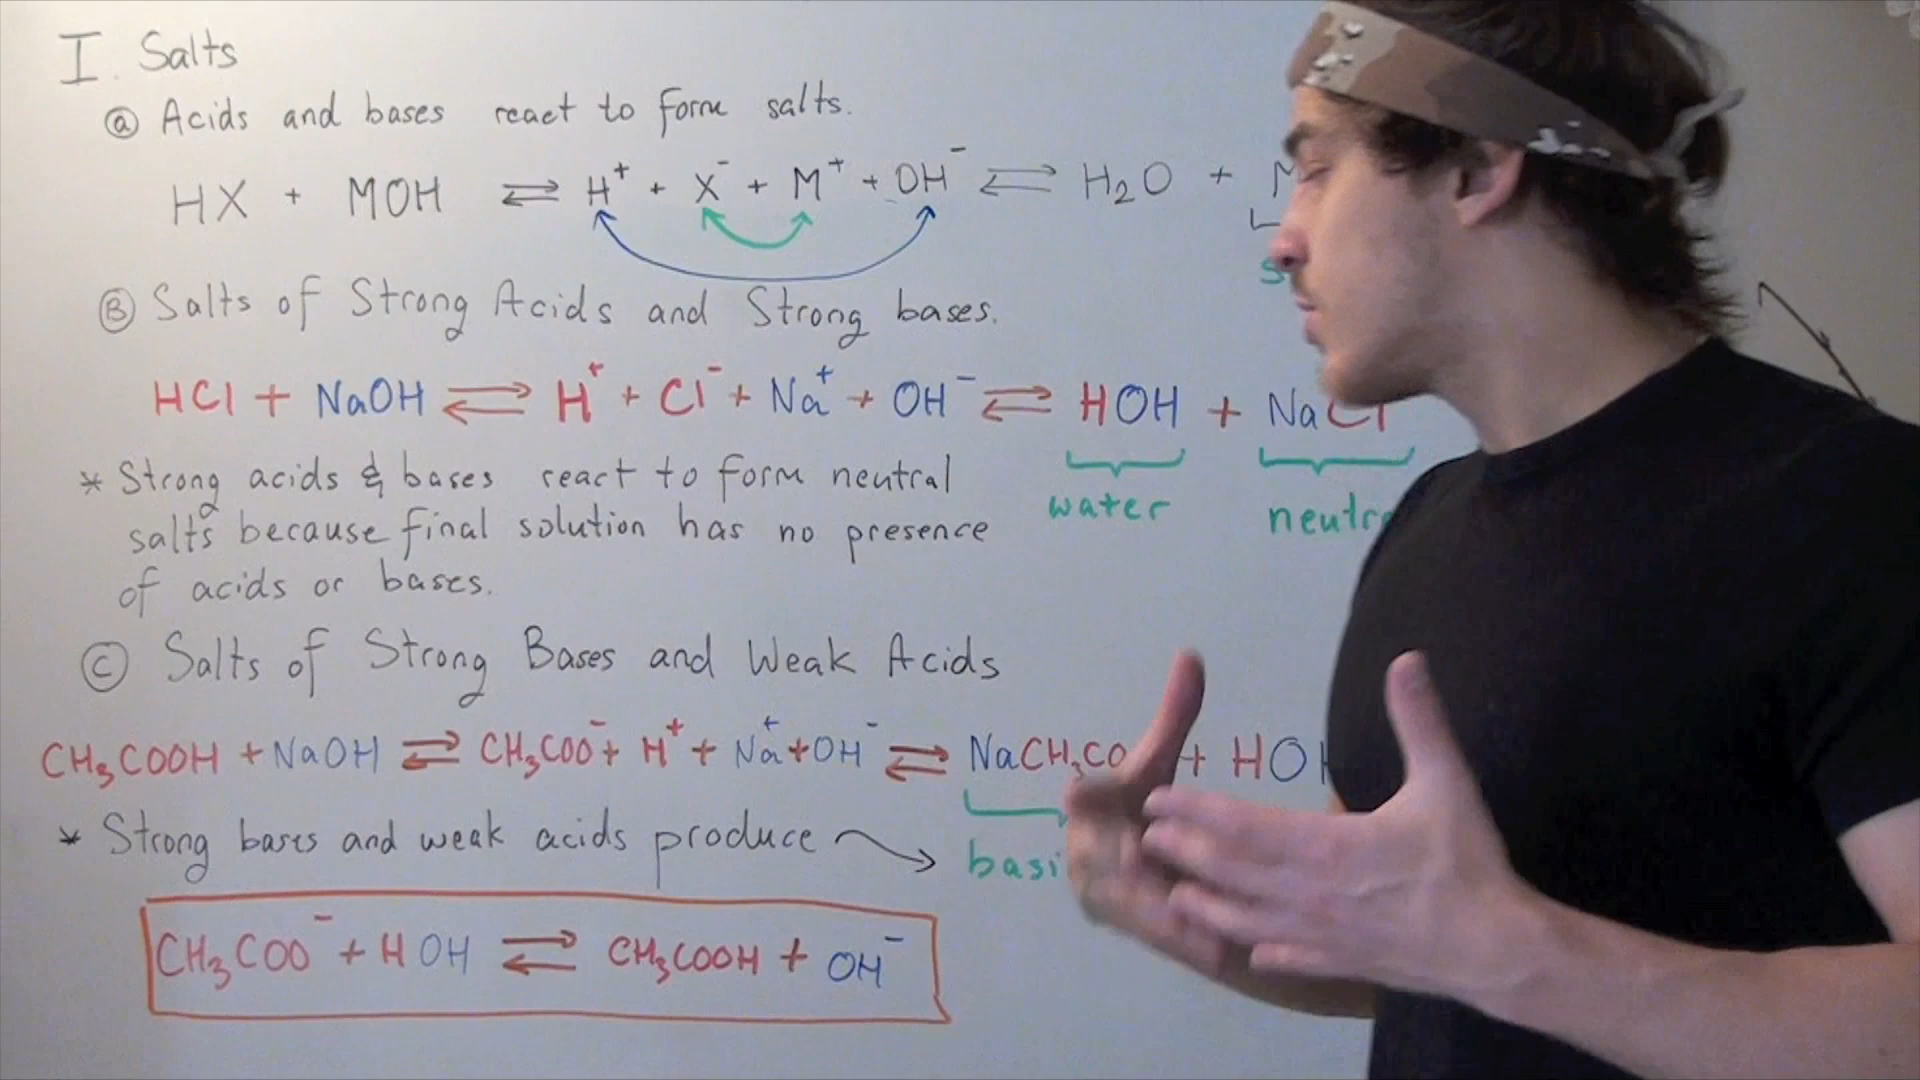 I. Salts
ⓐ Acids and bases react to form salts.
HX + MOH ⇌ H⁺ + X⁻ + M⁺ + OH⁻ ⇌ H₂O +
Ⓑ Salts of Strong Acids and Strong bases.
HCl + NaOH ⇌ H⁺ + Cl⁻ + Na⁺ + OH⁻ ⇌ HOH + NaCl
* Strong acids & bases react to form neutral
salts because final solution has no presence
of acids or bases.
water
Ⓒ Salts of Strong Bases and Weak Acids
CH₃COOH + NaOH ⇌ CH₃COO⁻ + H⁺ + Na⁺ + OH⁻ ⇌ NaCH₃CO + HOH
* Strong bases and weak acids produce
CH₃COO⁻ + HOH ⇌ CH₃COOH + OH⁻